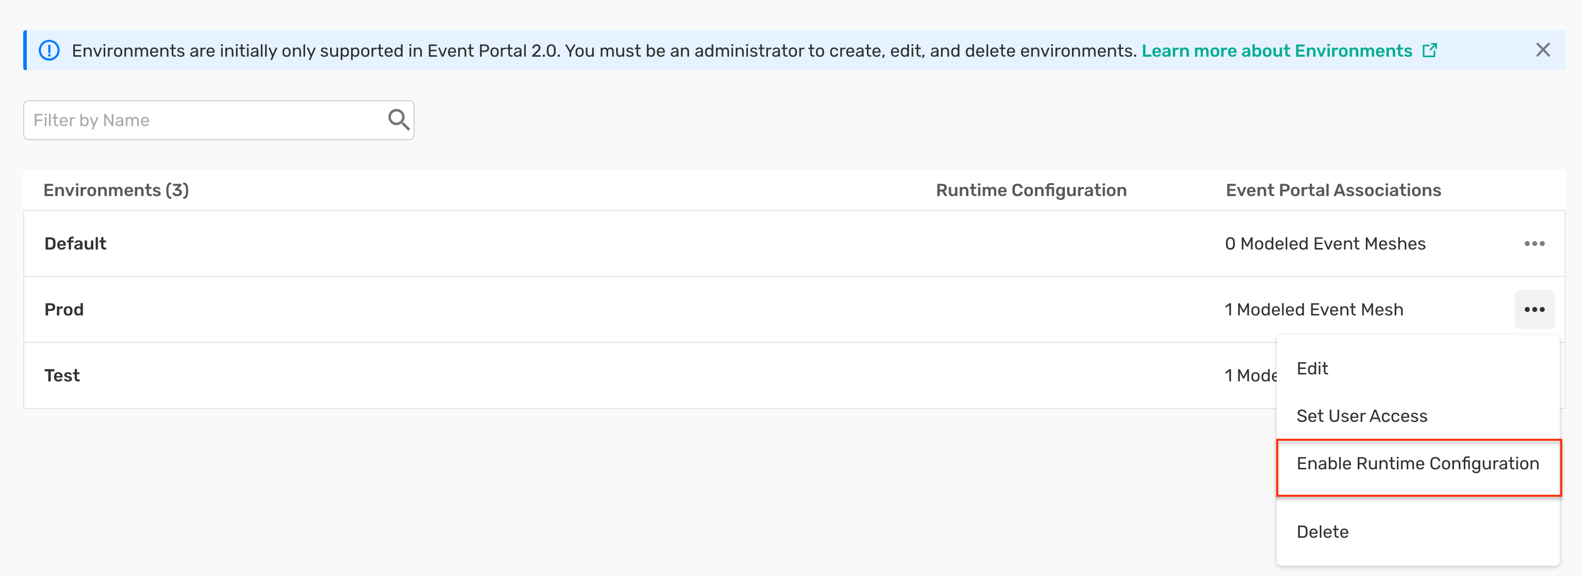 Environments are initially only supported in Event Portal 2.0. You must be an administrator to create, edit, and delete environments. Learn more about Environments
Filter by Name
Environments (3) Runtime Configuration Event Portal Associations
Default 0 Modeled Event Meshes
Prod 1 Modeled Event Mesh
Test 1 Mode
Edit
Set User Access
Enable Runtime Configuration
Delete